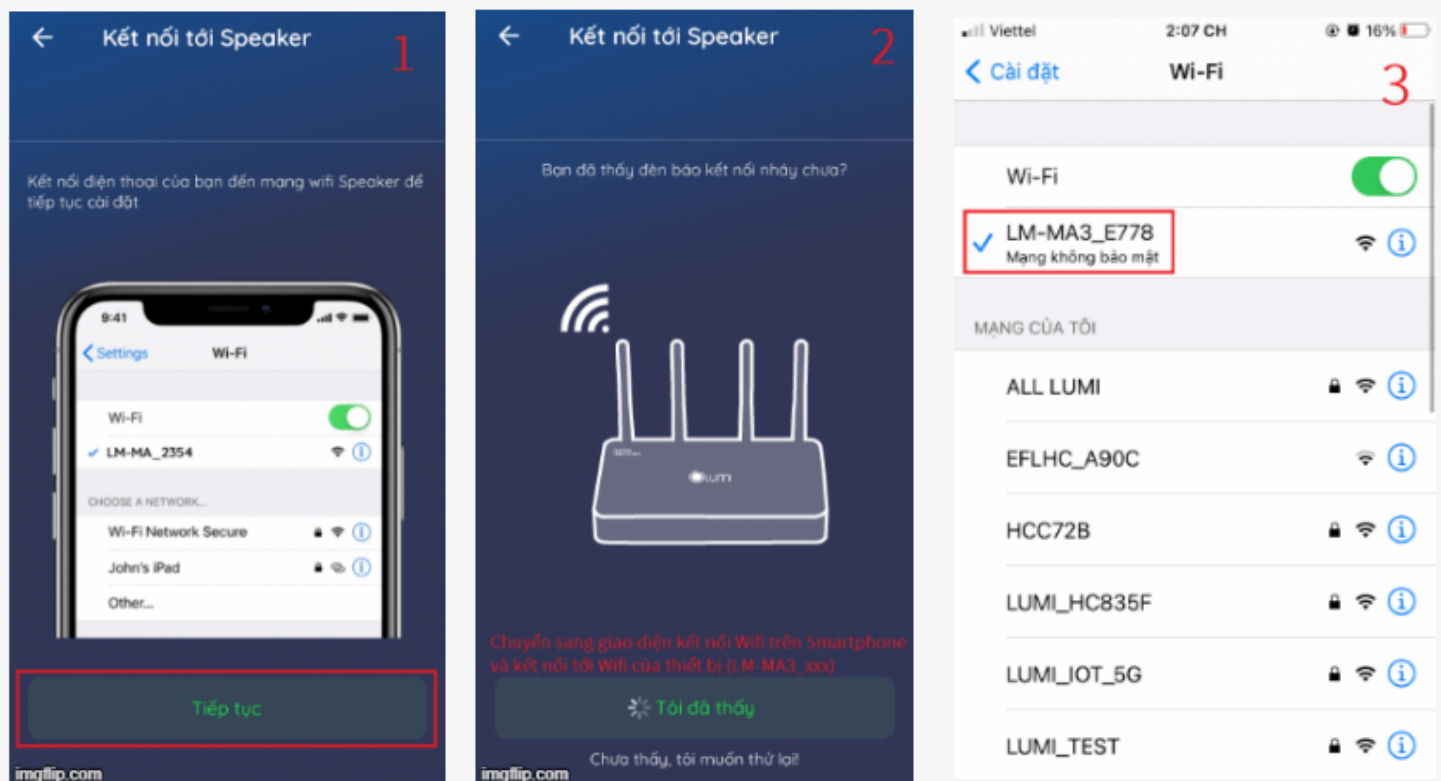 Kết nối tới Speaker
1
Kết nối điện thoại của bạn đến mạng wifi Speaker để
tiếp tục cài đặt
9:41
Settings
Wi-Fi
Wi-Fi
LM-MA_2354
CHOOSE A NETWORK...
Wi-Fi Network Secure
John's iPad
Other...
Tiếp tục
imgflip.com
Kết nối tới Speaker
2
Bạn đã thấy đèn báo kết nối nháy chưa?
lumi
Chuyển sang giao diện kết nối Wifi trên Smartphone
và kết nối tới Wifi của thiết bị (LM-MA3_xxx)
Tôi đã thấy
Chưa thấy, tôi muốn thử lại!
imgflip.com
Viettel
2:07 CH
16%
Cài đặt
Wi-Fi
3
Wi-Fi
LM-MA3_E778
Mạng không bảo mật
MẠNG CỦA TÔI
ALL LUMI
EFLHC_A90C
HCC72B
LUMI_HC835F
LUMI_IOT_5G
LUMI_TEST